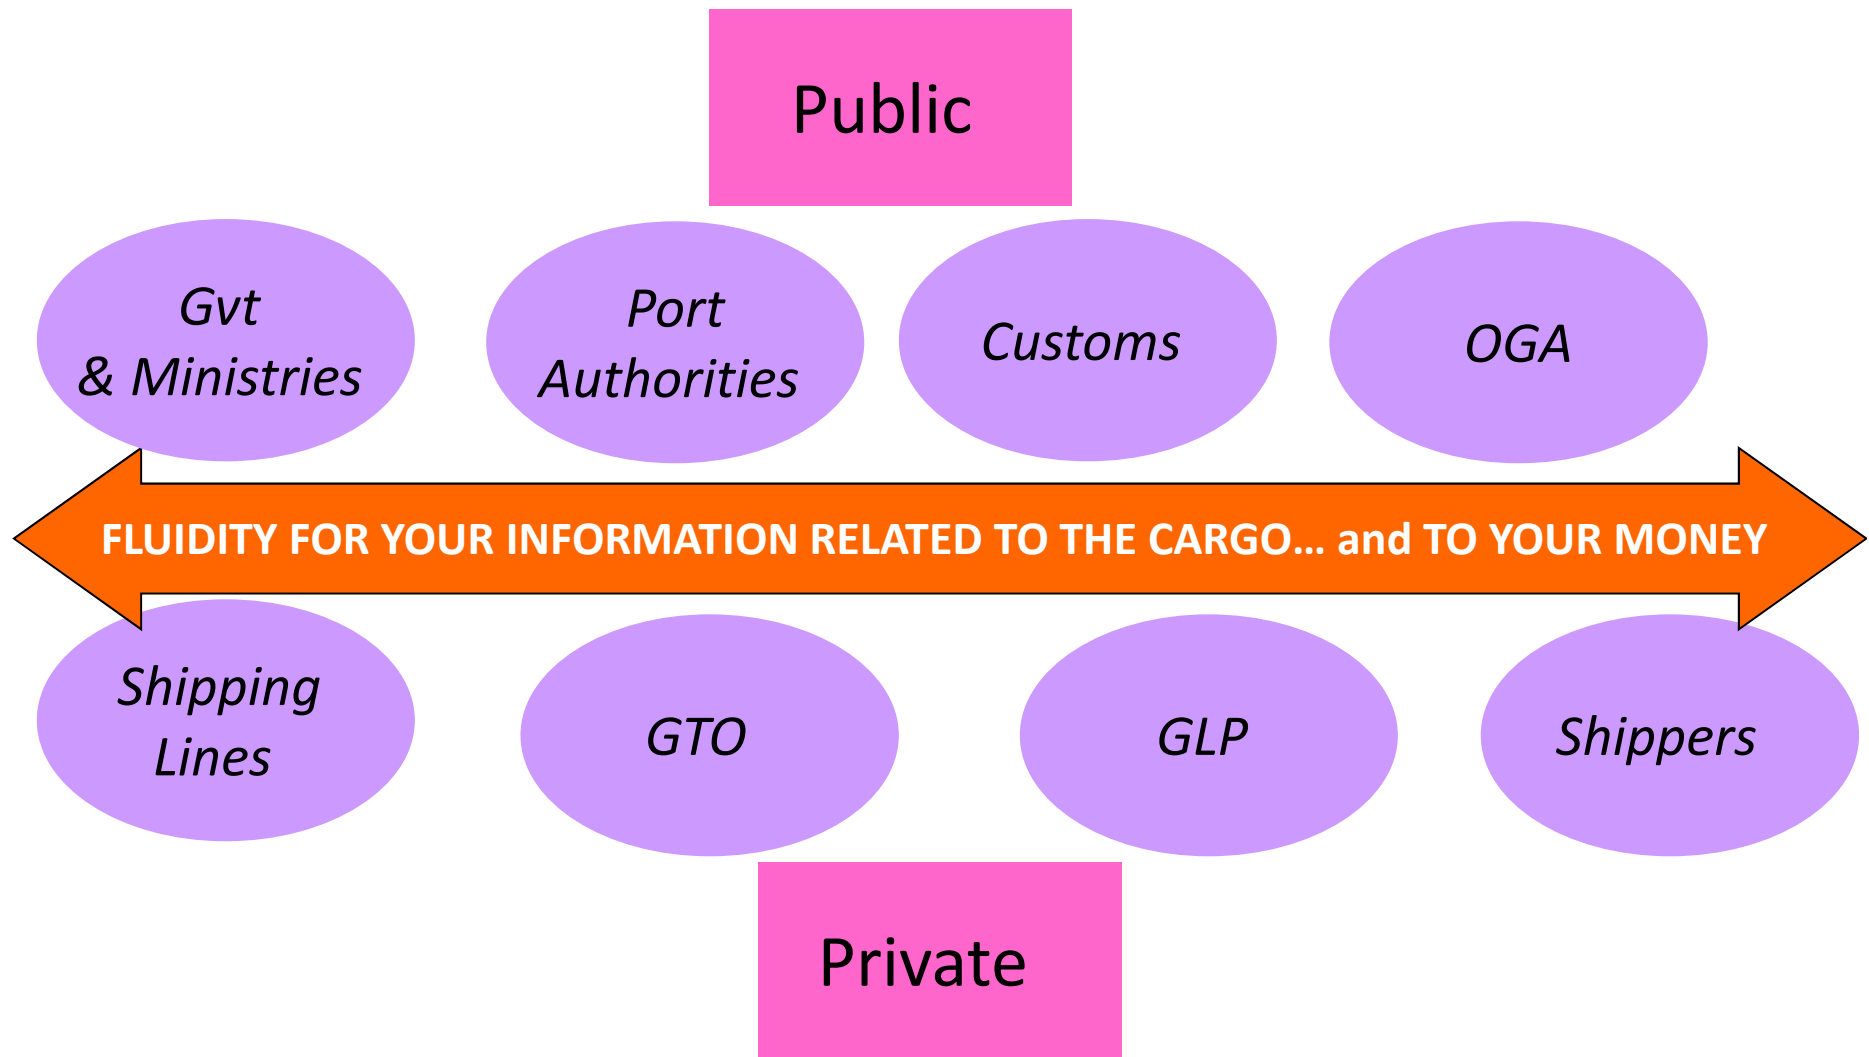 Public
Gvt
& Ministries
Port
Authorities
Customs
OGA
FLUIDITY FOR YOUR INFORMATION RELATED TO THE CARGO... and TO YOUR MONEY
Shipping
Lines
GTO
GLP
Shippers
Private